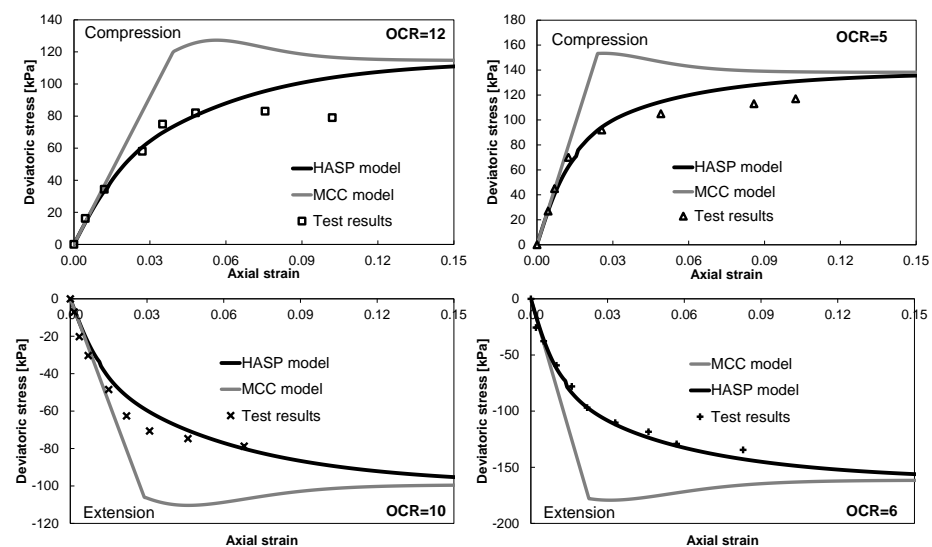 Compression
OCR=12
Deviatoric stress [kPa]
140
120
100
80
60
40
20
0
HASP model
MCC model
Test results
0.00
0.03
0.06
0.09
0.12
0.15
Axial strain
Compression
OCR=5
Deviatoric stress [kPa]
180
160
140
120
100
80
60
40
20
0
HASP model
MCC model
Test results
0.00
0.03
0.06
0.09
0.12
0.15
Axial strain
0
-20
-40
-60
-80
-100
-120
Deviatoric stress [kPa]
0.00
0.03
0.06
0.09
0.12
0.15
HASP model
MCC model
Test results
Extension
OCR=10
Axial strain
0
-50
-100
-150
-200
Deviatoric stress [kPa]
0.00
0.03
0.06
0.09
0.12
0.15
MCC model
HASP model
Test results
Extension
OCR=6
Axial strain